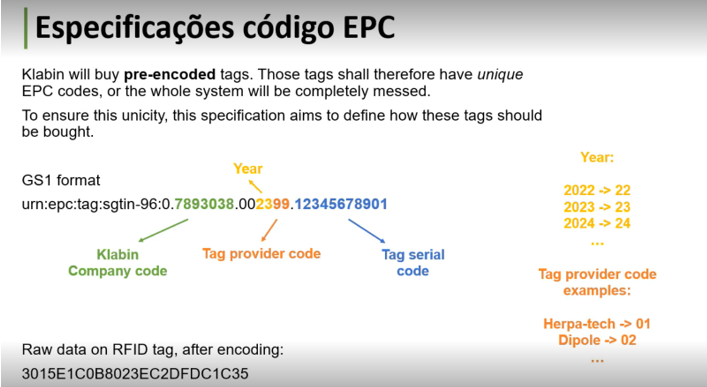 Especificações código EPC
Klabin will buy pre-encoded tags. Those tags shall therefore have unique
EPC codes, or the whole system will be completely messed.
To ensure this unicity, this specification aims to define how these tags should
be bought.
Year
GS1 format
urn:epc:tag:sgtin-96:0.7893038.002399.12345678901
Klabin
Company code
Tag provider code
Tag serial
code
Year:
2022 -> 22
2023 -> 23
2024 -> 24
...
Tag provider code
examples:
Herpa-tech -> 01
Dipole -> 02
...
Raw data on RFID tag, after encoding:
3015E1C0B8023EC2DFDC1C35